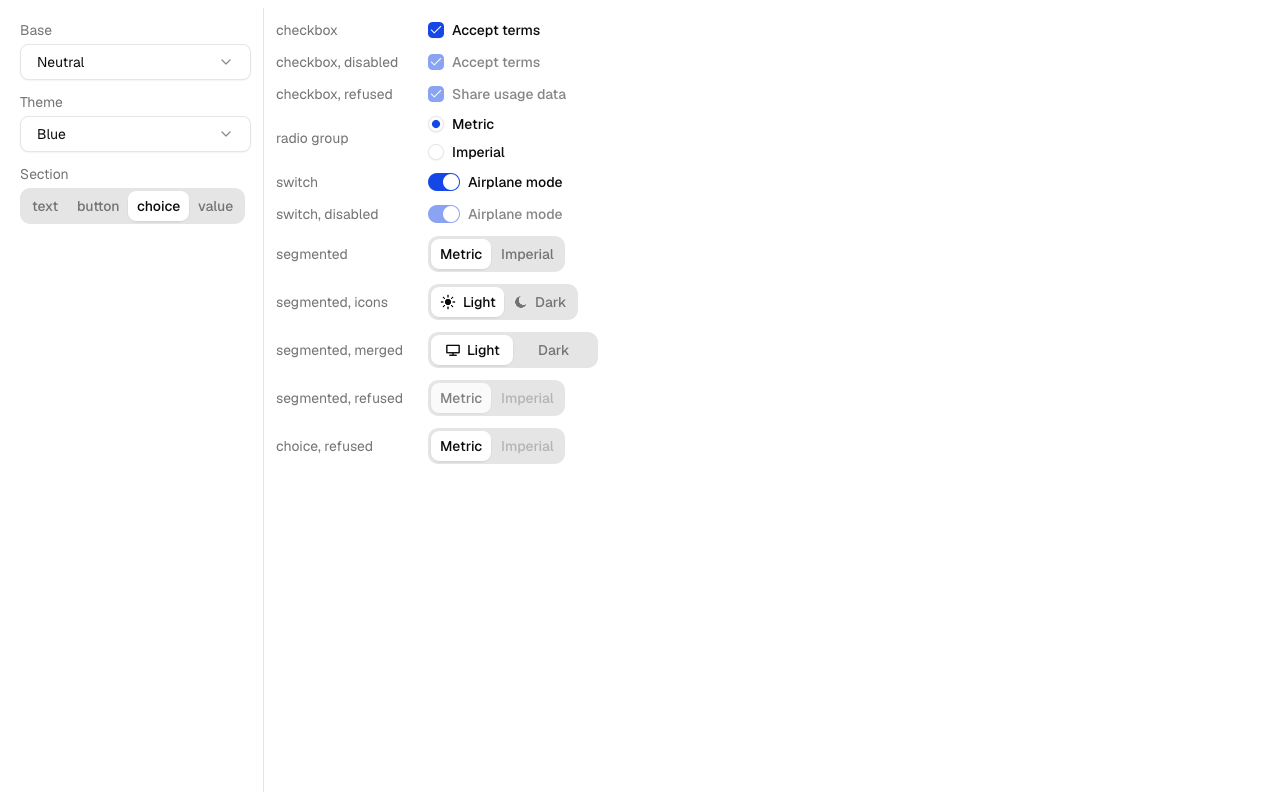 Base
Neutral
Theme
Blue
Section
text button choice value
checkbox Accept terms
checkbox, disabled Accept terms
checkbox, refused Share usage data
radio group Metric
Imperial
switch Airplane mode
switch, disabled Airplane mode
segmented Metric Imperial
segmented, icons Light Dark
segmented, merged Light Dark
segmented, refused Metric Imperial
choice, refused Metric Imperial